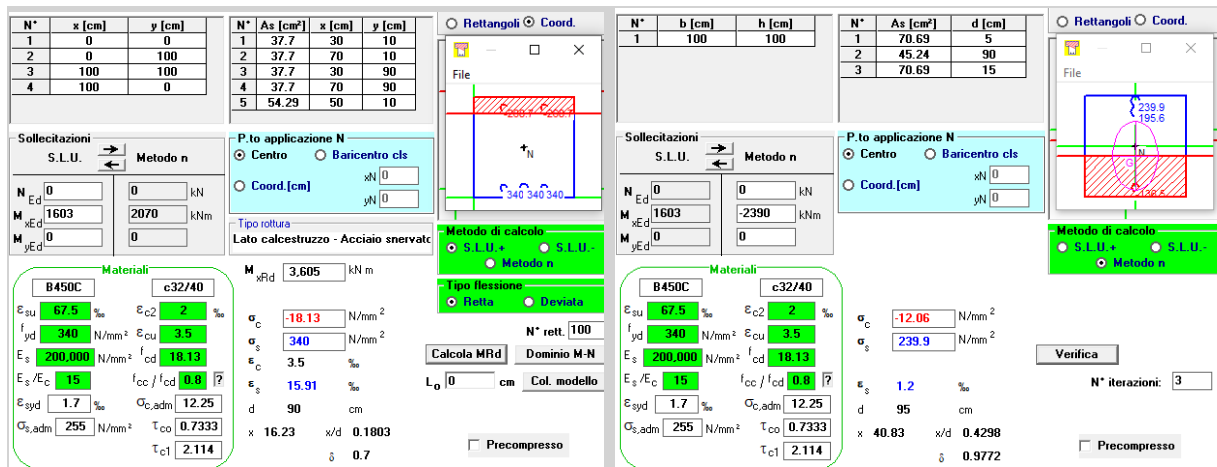 N° x [cm] y [cm]
1 0 0
2 0 100
3 100 100
4 100 0
N° As [cm²] x [cm] y [cm]
1 37.7 30 10
2 37.7 70 10
3 37.7 30 90
4 37.7 70 90
5 54.29 50 10
Rettangoli Coord.
File
-208.7 -208.7
N
340 340 340
Sollecitazioni
S.L.U. Metodo n
N Ed 0 0 kN
M xEd 1603 2070 kNm
M yEd 0 0
P.to applicazione N
Centro Baricentro cls
Coord.[cm] xN 0
yN 0
Tipo rottura
Lato calcestruzzo - Acciaio snervato
Metodo di calcolo
S.L.U.+ S.L.U.-
Metodo n
Tipo flessione
Retta Deviata
Materiali
B450C c32/40
εsu 67.5 ‰ εc2 2 ‰
fyd 340 N/mm² εcu 3.5
Es 200,000 N/mm² fcd 18.13
Es/Ec 15 fcc / fcd 0.8 ?
εsyd 1.7 ‰ σc,adm 12.25
σs,adm 255 N/mm² τco 0.7333
τc1 2.114
M xRd 3,605 kN m
σc -18.13 N/mm²
σs 340 N/mm²
εc 3.5 ‰
εs 15.91 ‰
d 90 cm
x 16.23 x/d 0.1803
δ 0.7
N° rett. 100
Calcola MRd Dominio M-N
Lo 0 cm Col. modello
Precompresso
N° b [cm] h [cm]
1 100 100
N° As [cm²] d [cm]
1 70.69 5
2 45.24 90
3 70.69 15
Rettangoli Coord.
File
239.9
195.6
N
G
Sollecitazioni
S.L.U. Metodo n
N Ed 0 0 kN
M xEd 1603 -2390 kNm
M yEd 0 0
P.to applicazione N
Centro Baricentro cls
Coord.[cm] xN 0
yN 0
Metodo di calcolo
S.L.U.+ S.L.U.-
Metodo n
Materiali
B450C c32/40
εsu 67.5 ‰ εc2 2 ‰
fyd 340 N/mm² εcu 3.5
Es 200,000 N/mm² fcd 18.13
Es/Ec 15 fcc / fcd 0.8 ?
εsyd 1.7 ‰ σc,adm 12.25
σs,adm 255 N/mm² τco 0.7333
τc1 2.114
σc -12.06 N/mm²
σs 239.9 N/mm²
εs 1.2 ‰
d 95 cm
x 40.83 x/d 0.4298
δ 0.9772
Verifica
N° iterazioni: 3
Precompresso